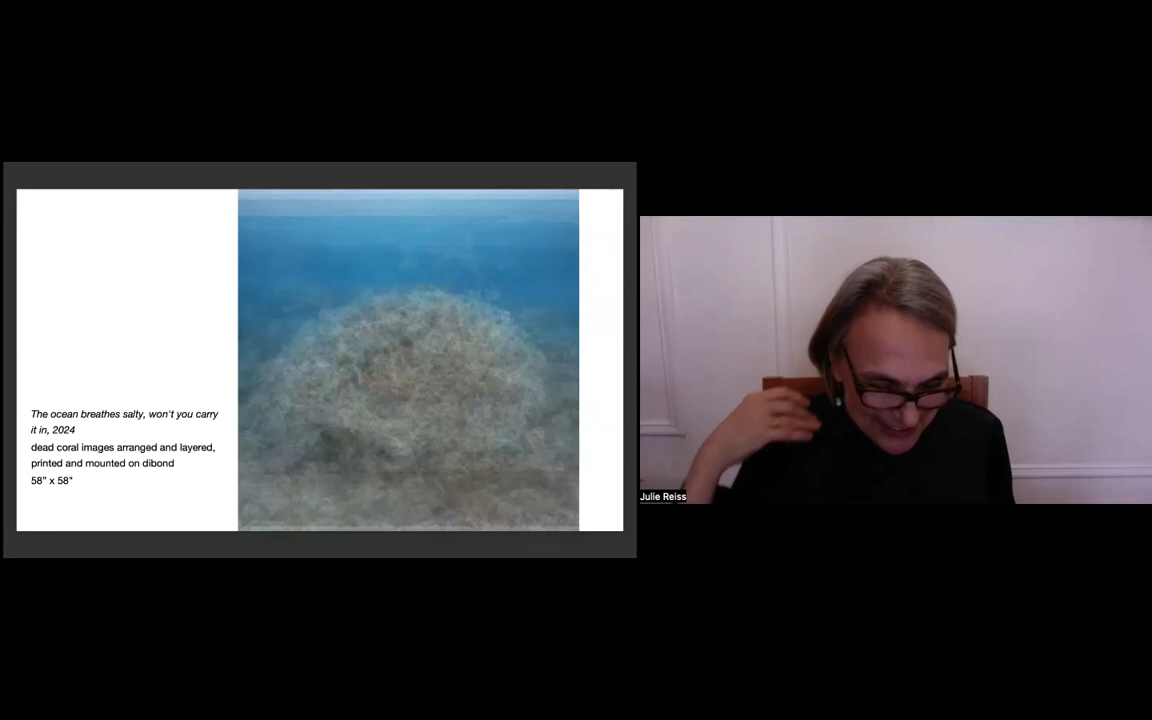 The ocean breathes salty, won't you carry
it in, 2024
dead coral images arranged and layered,
printed and mounted on dibond
58" x 58"
Julie Reiss